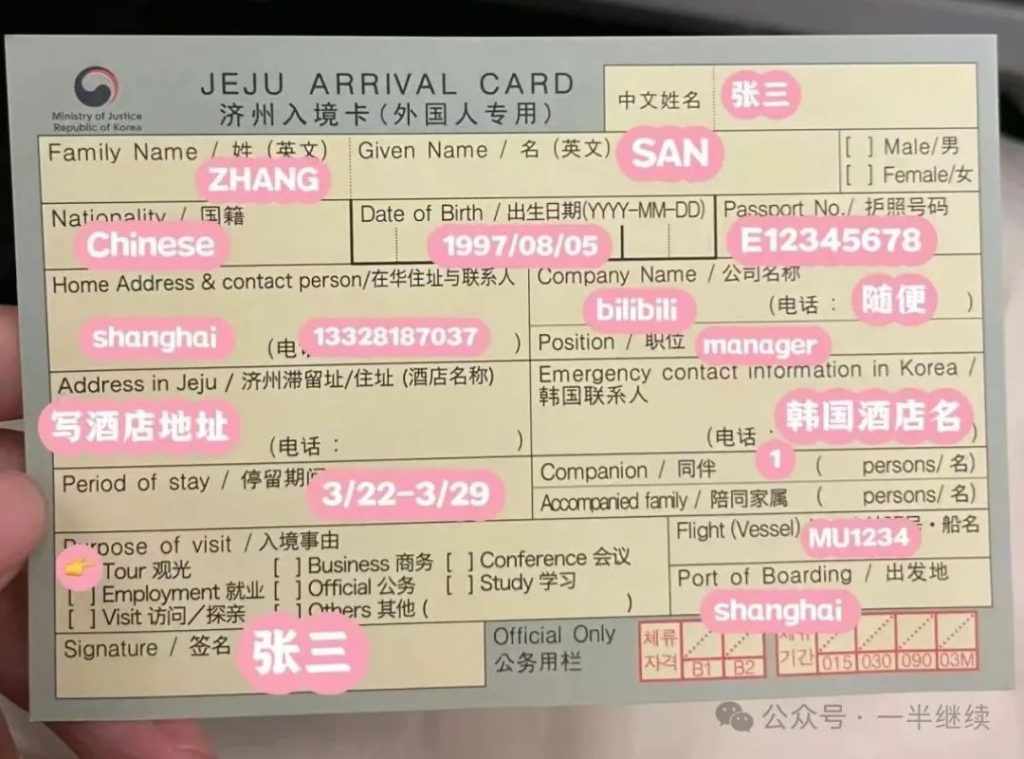 JEJU ARRIVAL CARD
济州入境卡(外国人专用)
Ministry of Justice
Republic of Korea
中文姓名
张三
Family Name / 姓 (英文)
ZHANG
Given Name / 名 (英文)
SAN
[ ] Male/男
[ ] Female/女
Nationality / 国籍
Chinese
Date of Birth / 出生日期(YYYY-MM-DD)
1997/08/05
Passport No./ 护照号码
E12345678
Home Address & contact person/在华住址与联系人
shanghai
(电
13328187037
)
Company Name / 公司名称
bilibili
(电话 :
随便
)
Position / 职位
manager
Address in Jeju / 济州滞留址/住址 (酒店名称)
写酒店地址
(电话 : )
Emergency contact information in Korea /
韩国联系人
(电话
韩国酒店名
)
Period of stay / 停留期间
3/22-3/29
Companion / 同伴
1
( persons/ 名)
Accompanied family / 陪同家属 ( persons/ 名)
Purpose of visit / 入境事由
👉
Tour 观光
[ ] Business 商务
[ ] Conference 会议
[ ] Employment 就业
[ ] Official 公务
[ ] Study 学习
[ ] Visit 访问/探亲
[ ] Others 其他 ( )
Flight (Vessel)
·船名
MU1234
Port of Boarding / 出发地
shanghai
Signature / 签名
张三
Official Only
公务用栏
체류
자격
B1
B2
기간
015
030
090
03M
公众号 · 一半继续